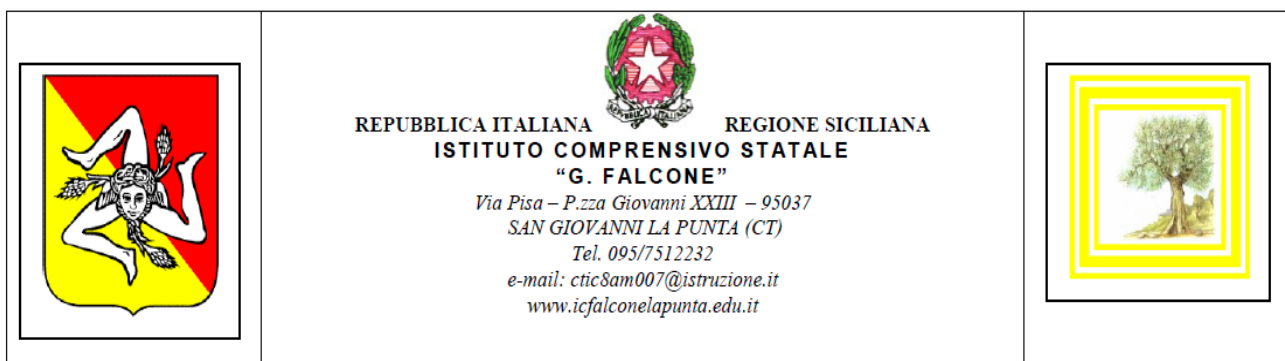 REPUBBLICA ITALIANA REGIONE SICILIANA
ISTITUTO COMPRENSIVO STATALE
“G. FALCONE”
Via Pisa – P.zza Giovanni XXIII – 95037
SAN GIOVANNI LA PUNTA (CT)
Tel. 095/7512232
e-mail: ctic8am007@istruzione.it
www.icfalconelapunta.edu.it